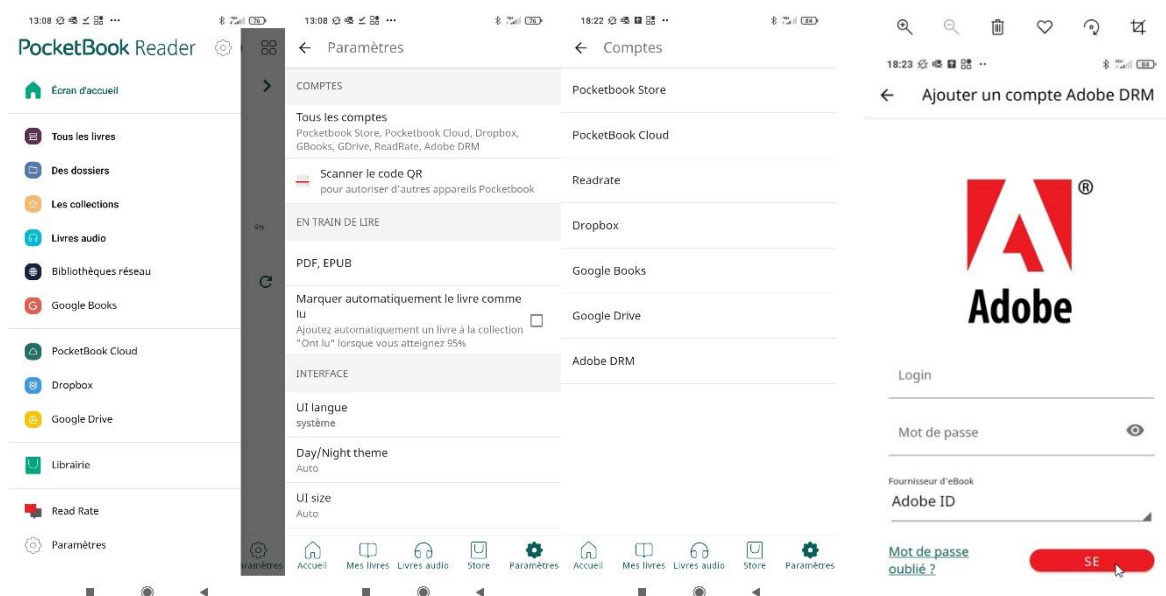 13:08
76
PocketBook Reader
Écran d'accueil
Tous les livres
Des dossiers
Les collections
Livres audio
Bibliothèques réseau
Google Books
PocketBook Cloud
Dropbox
Google Drive
Librairie
Read Rate
Paramètres
ramètres
13:08
76
Paramètres
COMPTES
Tous les comptes
Pocketbook Store, Pocketbook Cloud, Dropbox,
GBooks, GDrive, ReadRate, Adobe DRM
Scanner le code QR
pour autoriser d'autres appareils Pocketbook
EN TRAIN DE LIRE
PDF, EPUB
Marquer automatiquement le livre comme
lu
Ajoutez automatiquement un livre à la collection
"Ont lu" lorsque vous atteignez 95%
INTERFACE
UI langue
système
Day/Night theme
Auto
UI size
Auto
Accueil Mes livres Livres audio Store Paramètres
18:22
84
Comptes
Pocketbook Store
PocketBook Cloud
Readrate
Dropbox
Google Books
Google Drive
Adobe DRM
Accueil Mes livres Livres audio Store Paramètres
18:23
84
Ajouter un compte Adobe DRM
®
Adobe
Login
Mot de passe
Fournisseur d'eBook
Adobe ID
Mot de passe
oublié ?
SE